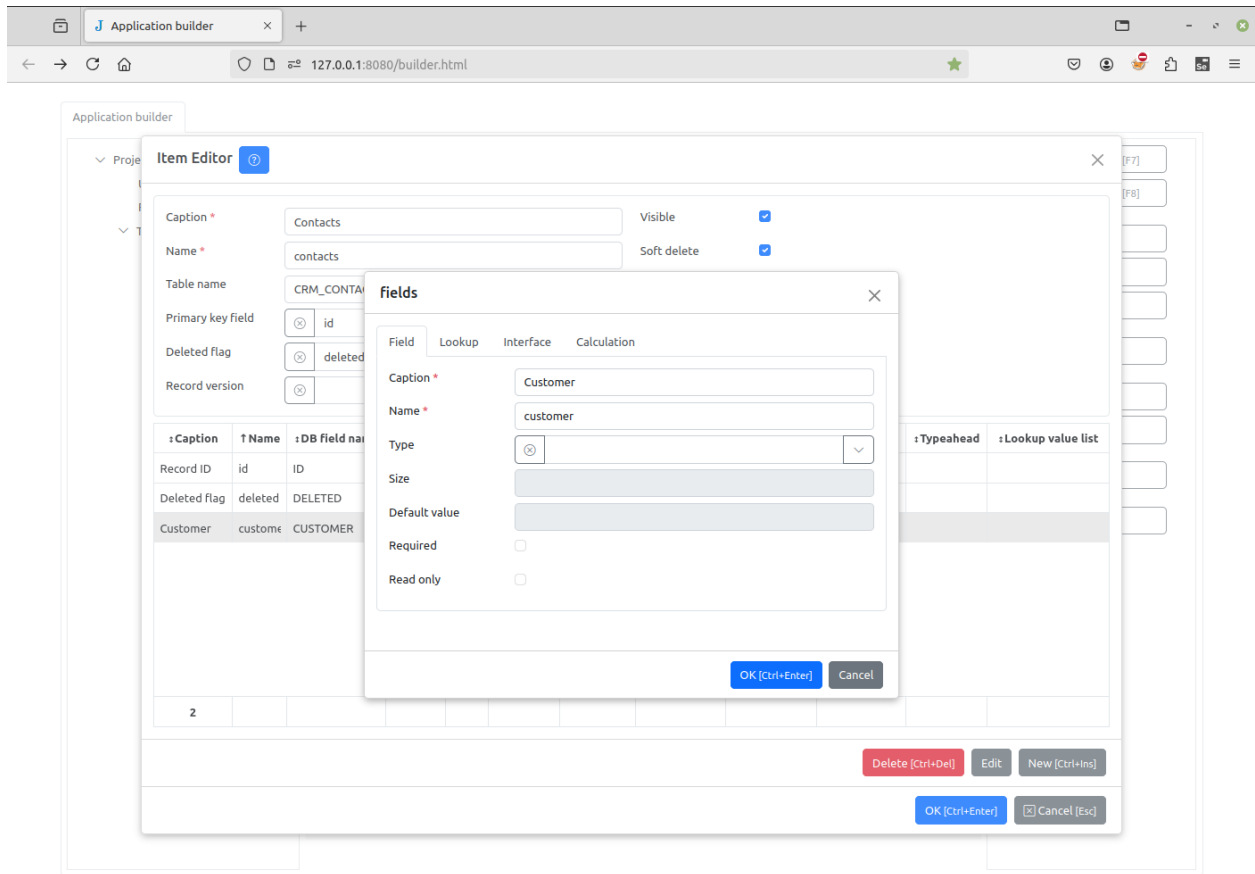 Application builder
127.0.0.1:8080/builder.html
Application builder
Proje
Item Editor
[F7]
[F8]
Caption *
Contacts
Visible
Name *
contacts
Soft delete
Table name
CRM_CONTA
Primary key field
id
Deleted flag
deleted
Record version
fields
Field Lookup Interface Calculation
Caption *
Customer
Name *
customer
Type
Size
Default value
Required
Read only
OK [Ctrl+Enter]
Cancel
↕Caption ↑Name ↕DB field nan ↕Typeahead ↕Lookup value list
Record ID id ID
Deleted flag deleted DELETED
Customer custome CUSTOMER
2
Delete [Ctrl+Del] Edit New [Ctrl+Ins]
OK [Ctrl+Enter] Cancel [Esc]